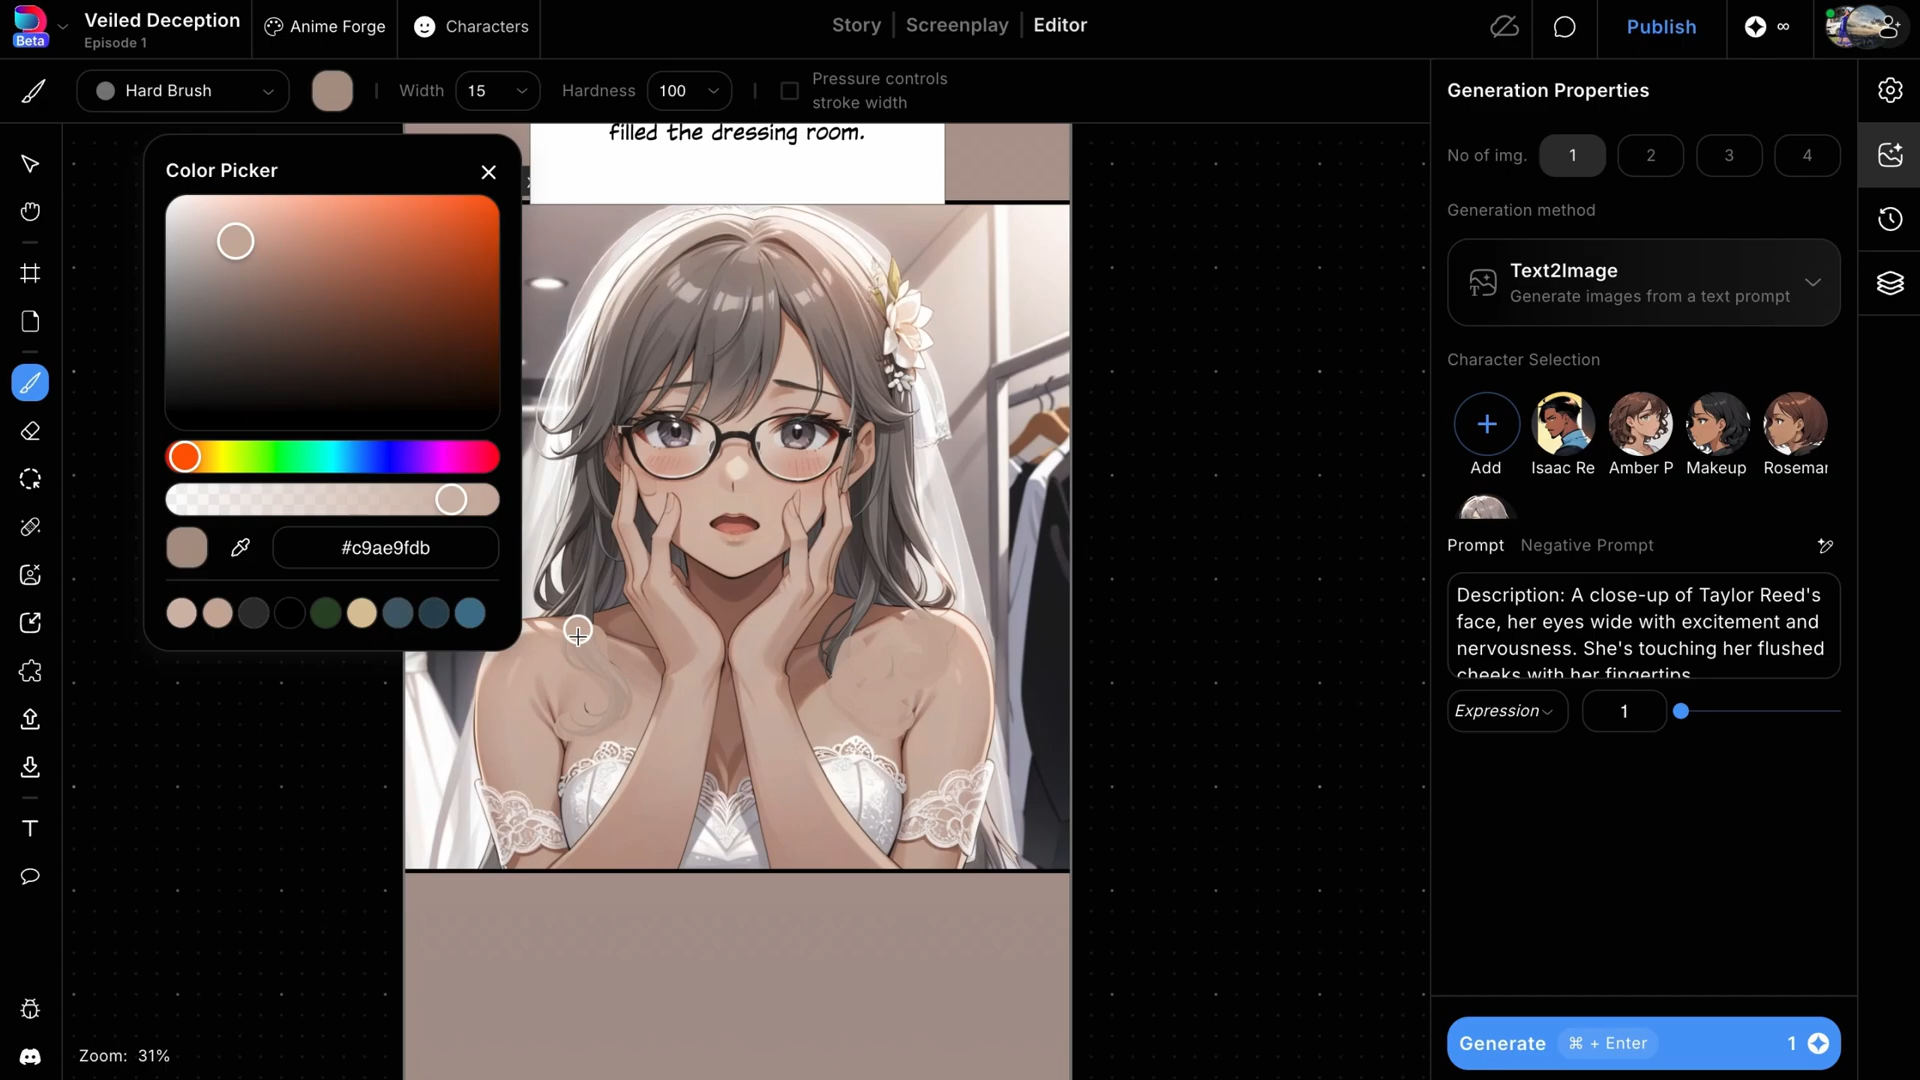 Veiled Deception
Episode 1
Beta
Anime Forge
Characters
Story
Screenplay
Editor
Publish
∞
Hard Brush
Width
15
Hardness
100
Pressure controls
stroke width
Color Picker
#c9ae9fdb
filled the dressing room.
Generation Properties
No of img.
1
2
3
4
Generation method
Text2Image
Generate images from a text prompt
Character Selection
Add
Isaac Re
Amber P
Makeup
Rosemar
Prompt
Negative Prompt
Description: A close-up of Taylor Reed's
face, her eyes wide with excitement and
nervousness. She's touching her flushed
cheeks with her fingertips.
Expression
1
Zoom: 31%
Generate
⌘ + Enter
1